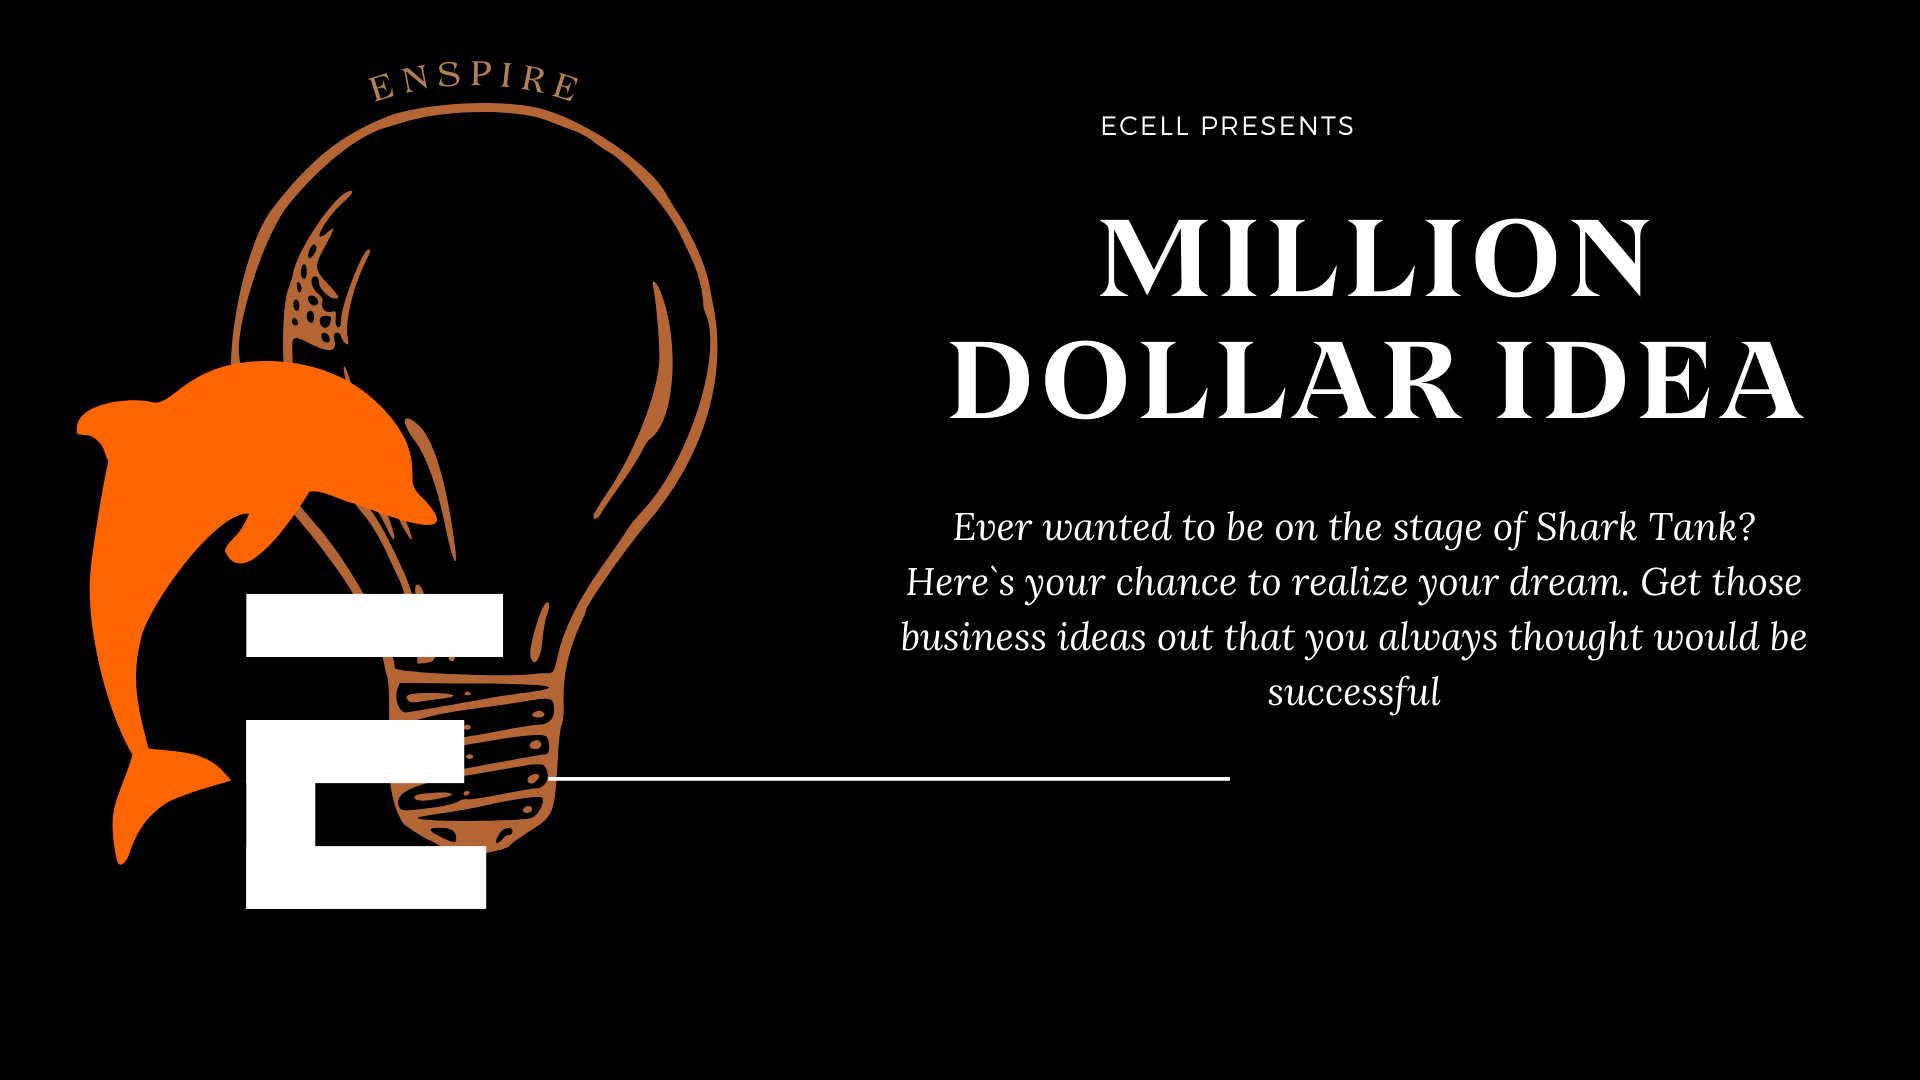 ENSPIRE
ECELL PRESENTS
MILLION
DOLLAR IDEA
Ever wanted to be on the stage of Shark Tank?
Here`s your chance to realize your dream. Get those
business ideas out that you always thought would be
successful
E